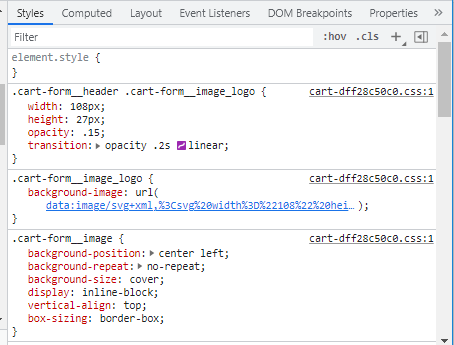 Styles Computed Layout Event Listeners DOM Breakpoints Properties
Filter :hov .cls
element.style {
}
.cart-form__header .cart-form__image_logo { cart-dff28c50c0.css:1
width: 108px;
height: 27px;
opacity: .15;
transition: opacity .2s linear;
}
.cart-form__image_logo { cart-dff28c50c0.css:1
background-image: url(
data:image/svg+xml,%3Csvg%20width%3D%22108%22%20hei… );
}
.cart-form__image { cart-dff28c50c0.css:1
background-position: center left;
background-repeat: no-repeat;
background-size: cover;
display: inline-block;
vertical-align: top;
box-sizing: border-box;
}